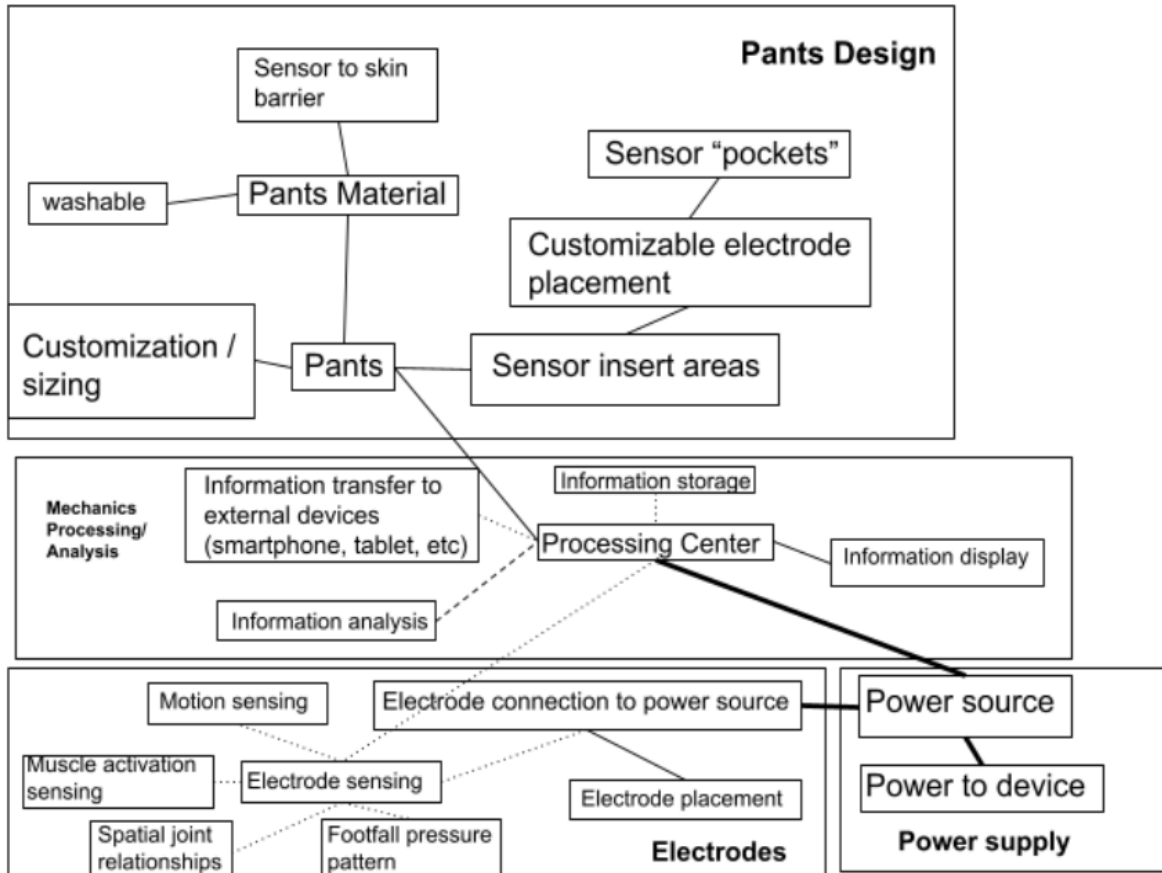 Pants Design
Sensor to skin
barrier
Sensor “pockets”
washable
Pants Material
Customizable electrode
placement
Customization /
sizing
Pants
Sensor insert areas
Mechanics
Processing/
Analysis
Information transfer to
external devices
(smartphone, tablet, etc)
Information storage
Processing Center
Information display
Information analysis
Motion sensing
Electrode connection to power source
Power source
Muscle activation
sensing
Electrode sensing
Electrode placement
Power to device
Spatial joint
relationships
Footfall pressure
pattern
Electrodes
Power supply